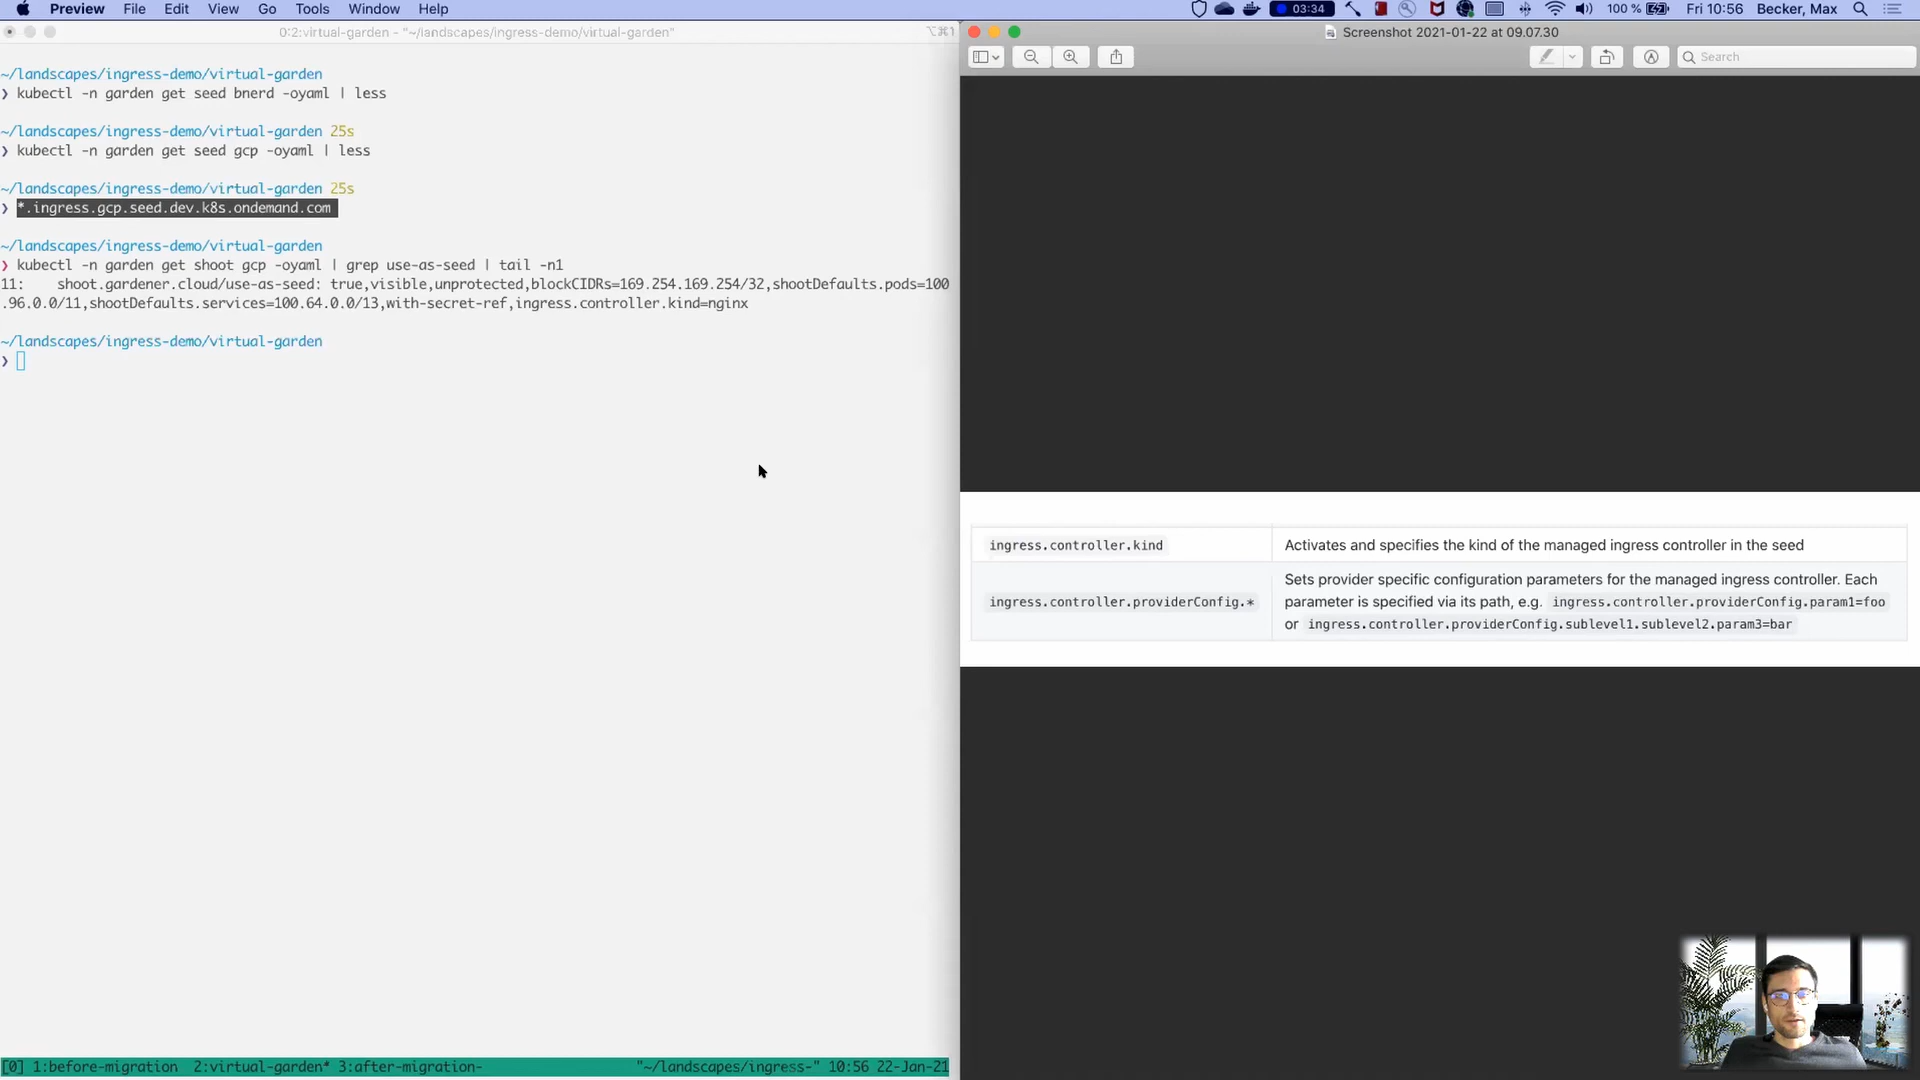 Preview File Edit View Go Tools Window Help
03:34 100 % Fri 10:56 Becker, Max
0:2:virtual-garden - "~/landscapes/ingress-demo/virtual-garden" ⌥⌘1
~/landscapes/ingress-demo/virtual-garden
❯ kubectl -n garden get seed bnerd -oyaml | less
~/landscapes/ingress-demo/virtual-garden 25s
❯ kubectl -n garden get seed gcp -oyaml | less
~/landscapes/ingress-demo/virtual-garden 25s
❯ *.ingress.gcp.seed.dev.k8s.ondemand.com
~/landscapes/ingress-demo/virtual-garden
❯ kubectl -n garden get shoot gcp -oyaml | grep use-as-seed | tail -n1
11: shoot.gardener.cloud/use-as-seed: true,visible,unprotected,blockCIDRs=169.254.169.254/32,shootDefaults.pods=100
.96.0.0/11,shootDefaults.services=100.64.0.0/13,with-secret-ref,ingress.controller.kind=nginx
~/landscapes/ingress-demo/virtual-garden
❯
[0] 1:before-migration 2:virtual-garden* 3:after-migration- "~/landscapes/ingress-" 10:56 22-Jan-21
Screenshot 2021-01-22 at 09.07.30
Search
ingress.controller.kind Activates and specifies the kind of the managed ingress controller in the seed
Sets provider specific configuration parameters for the managed ingress controller. Each
ingress.controller.providerConfig.* parameter is specified via its path, e.g. ingress.controller.providerConfig.param1=foo
or ingress.controller.providerConfig.sublevel1.sublevel2.param3=bar